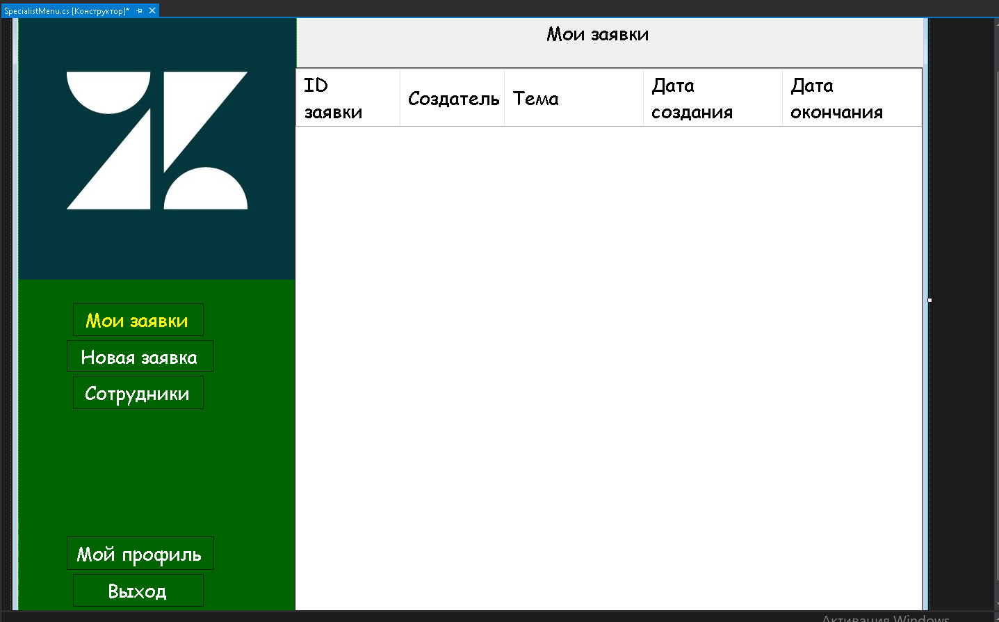 SpecialistMenu.cs [Конструктор]*
Мои заявки
ID заявки
Создатель
Тема
Дата создания
Дата окончания
Мои заявки
Новая заявка
Сотрудники
Мой профиль
Выход
Активация Windows